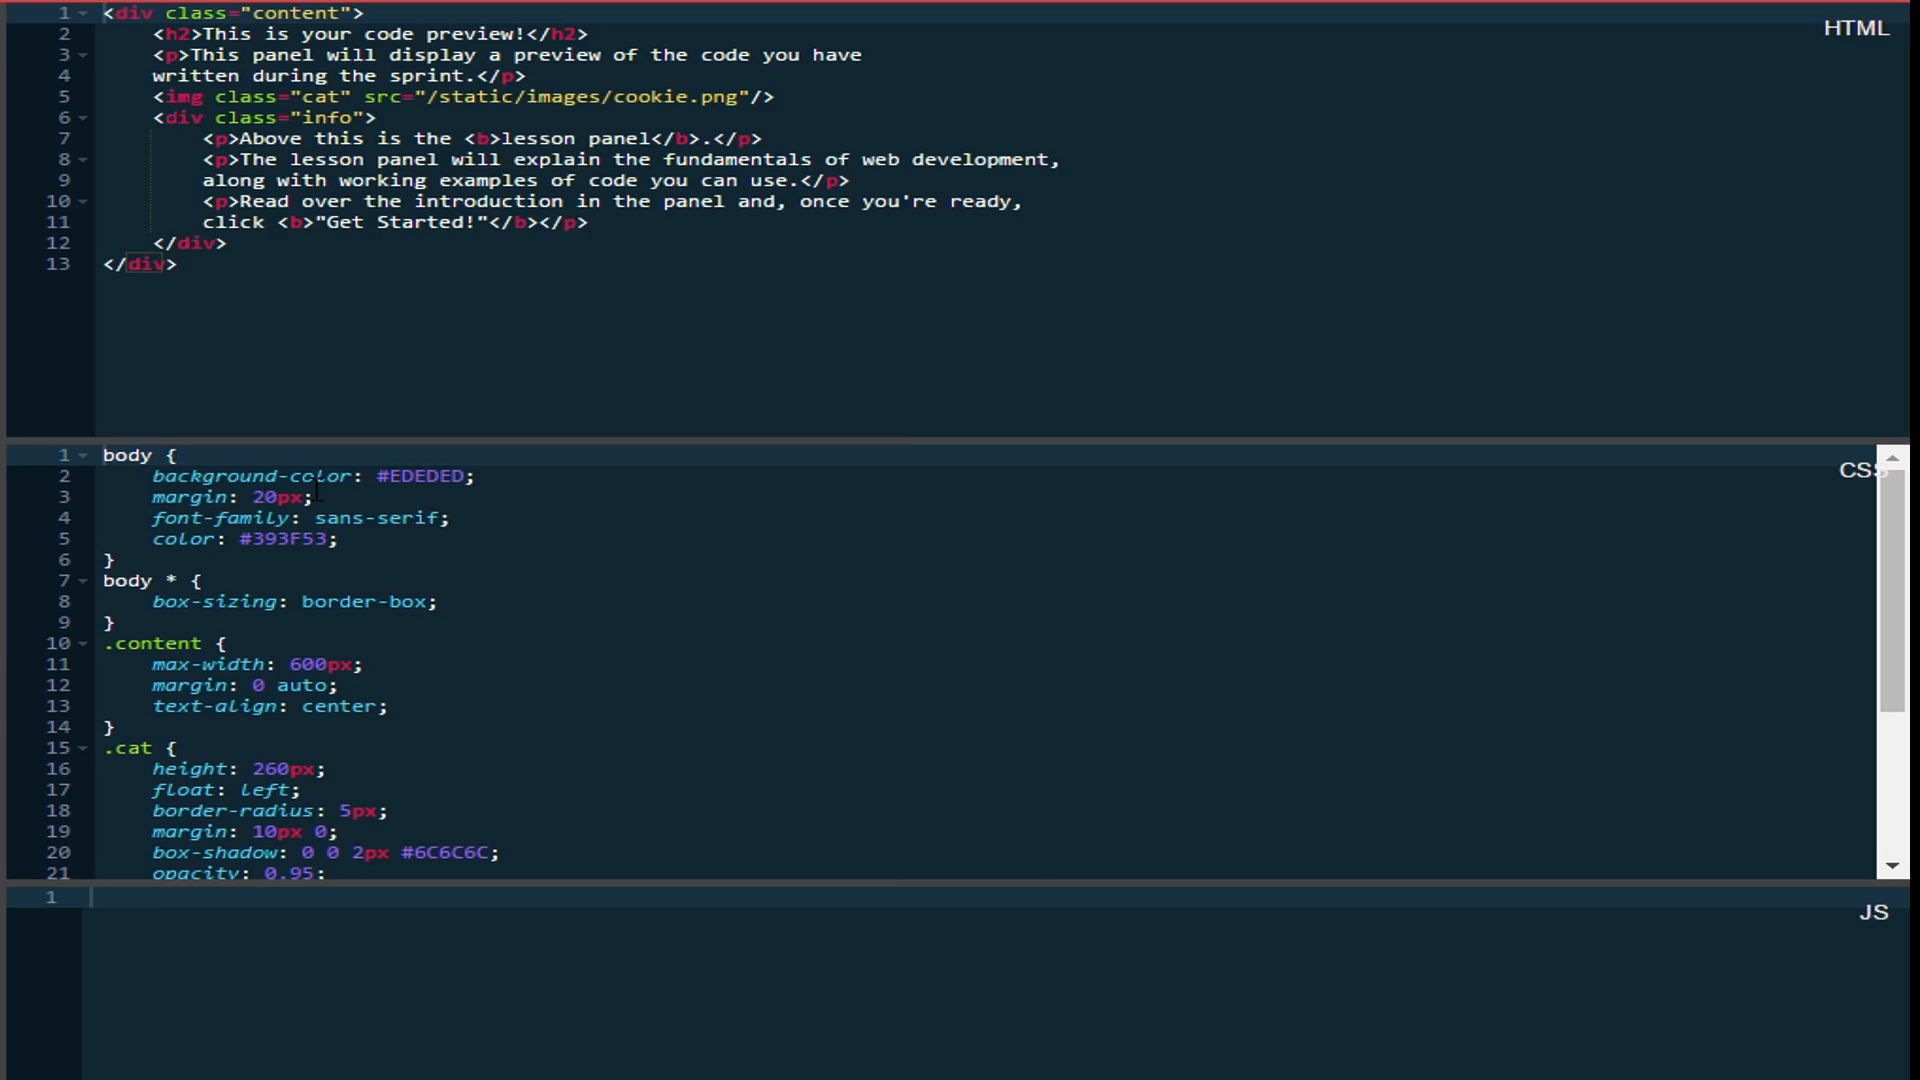 1 <div class="content">
HTML
2 <h2>This is your code preview!</h2>
3 <p>This panel will display a preview of the code you have
4 written during the sprint.</p>
5 <img class="cat" src="/static/images/cookie.png"/>
6 <div class="info">
7 <p>Above this is the <b>lesson panel</b>.</p>
8 <p>The lesson panel will explain the fundamentals of web development,
9 along with working examples of code you can use.</p>
10 <p>Read over the introduction in the panel and, once you're ready,
11 click <b>"Get Started!"</b></p>
12 </div>
13 </div>
1 body {
CSS
2 background-color: #EDEDED;
3 margin: 20px;
4 font-family: sans-serif;
5 color: #393F53;
6 }
7 body * {
8 box-sizing: border-box;
9 }
10 .content {
11 max-width: 600px;
12 margin: 0 auto;
13 text-align: center;
14 }
15 .cat {
16 height: 260px;
17 float: left;
18 border-radius: 5px;
19 margin: 10px 0;
20 box-shadow: 0 0 2px #6C6C6C;
21 opacity: 0.95;
1
JS